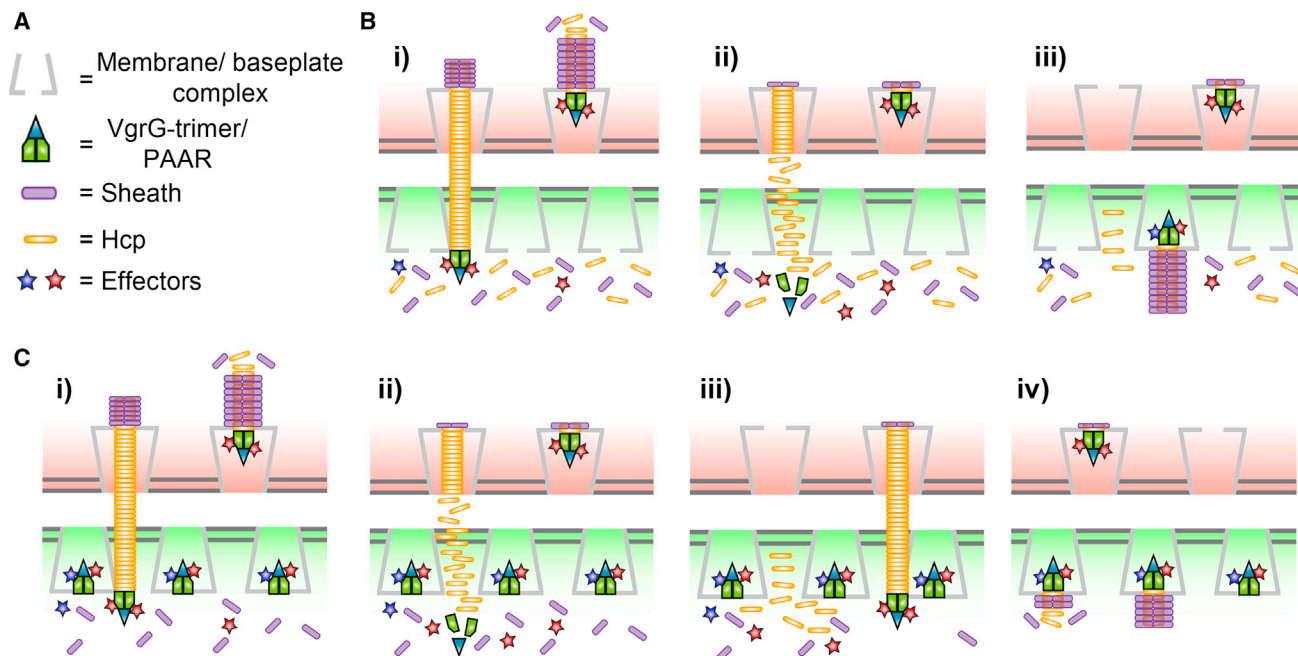 A
= Membrane/ baseplate
complex
= VgrG-trimer/
PAAR
= Sheath
= Hcp
= Effectors
B
i)
ii)
iii)
C
i)
ii)
iii)
iv)